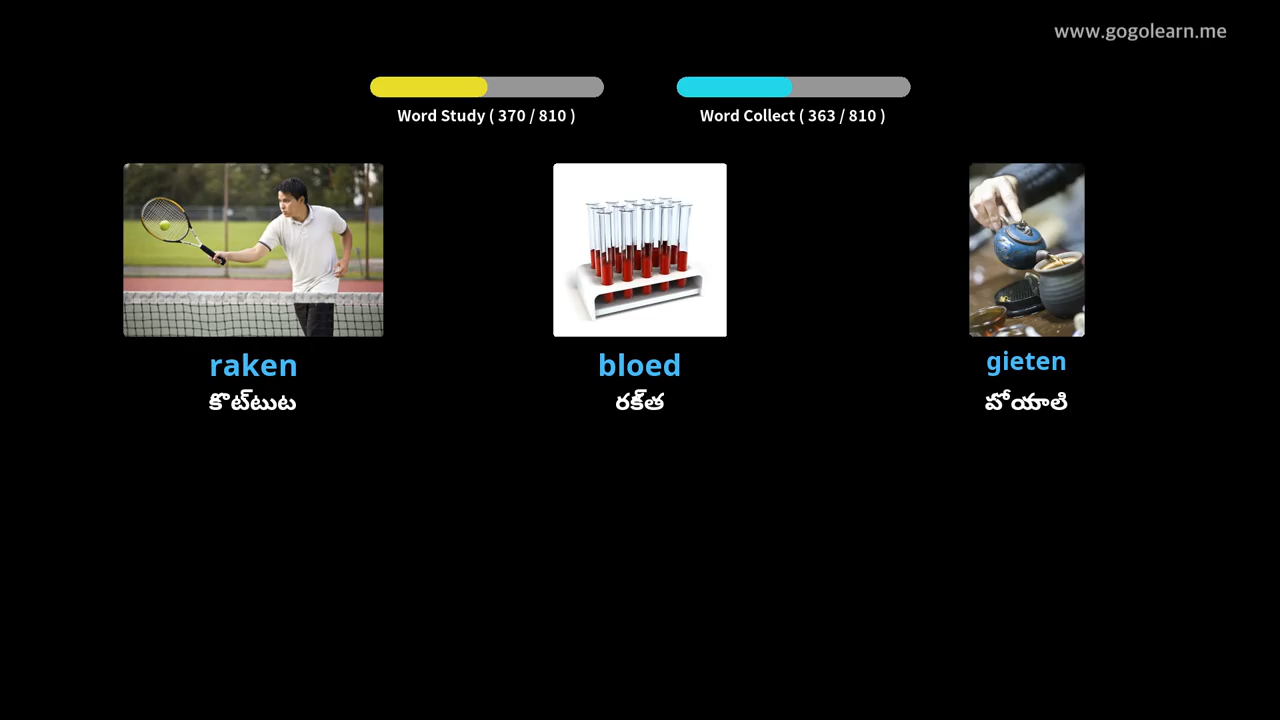 www.gogolearn.me
Word Study ( 370 / 810 )
Word Collect ( 363 / 810 )
raken
కొట్‌టుట
bloed
రక్‌త
gieten
పోయాలి